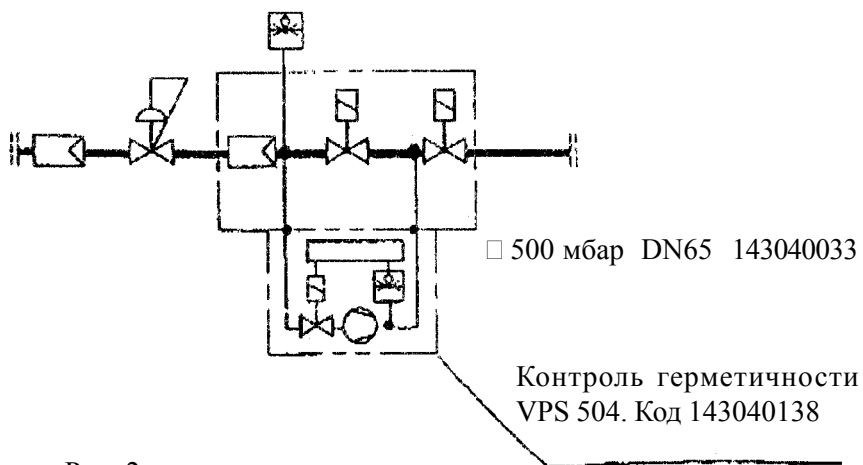 □ 500 мбар DN65 143040033
Контроль герметичности
VPS 504. Код 143040138